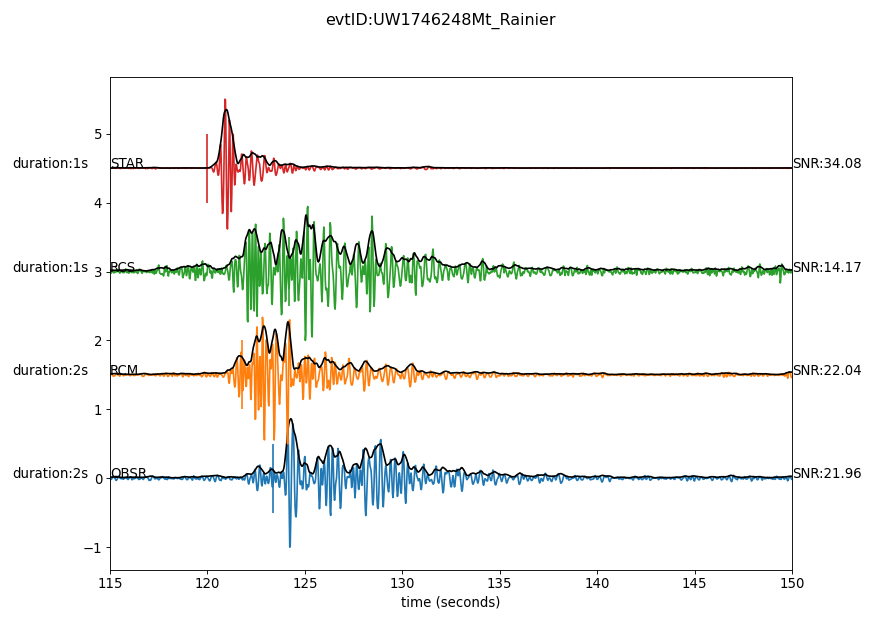 evtID:UW1746248Mt_Rainier
5
duration:1s STAR SNR:34.08
4
duration:1s RCS SNR:14.17
3
2
duration:2s RCM SNR:22.04
1
duration:2s OBSR SNR:21.96
0
−1
115 120 125 130 135 140 145 150
time (seconds)